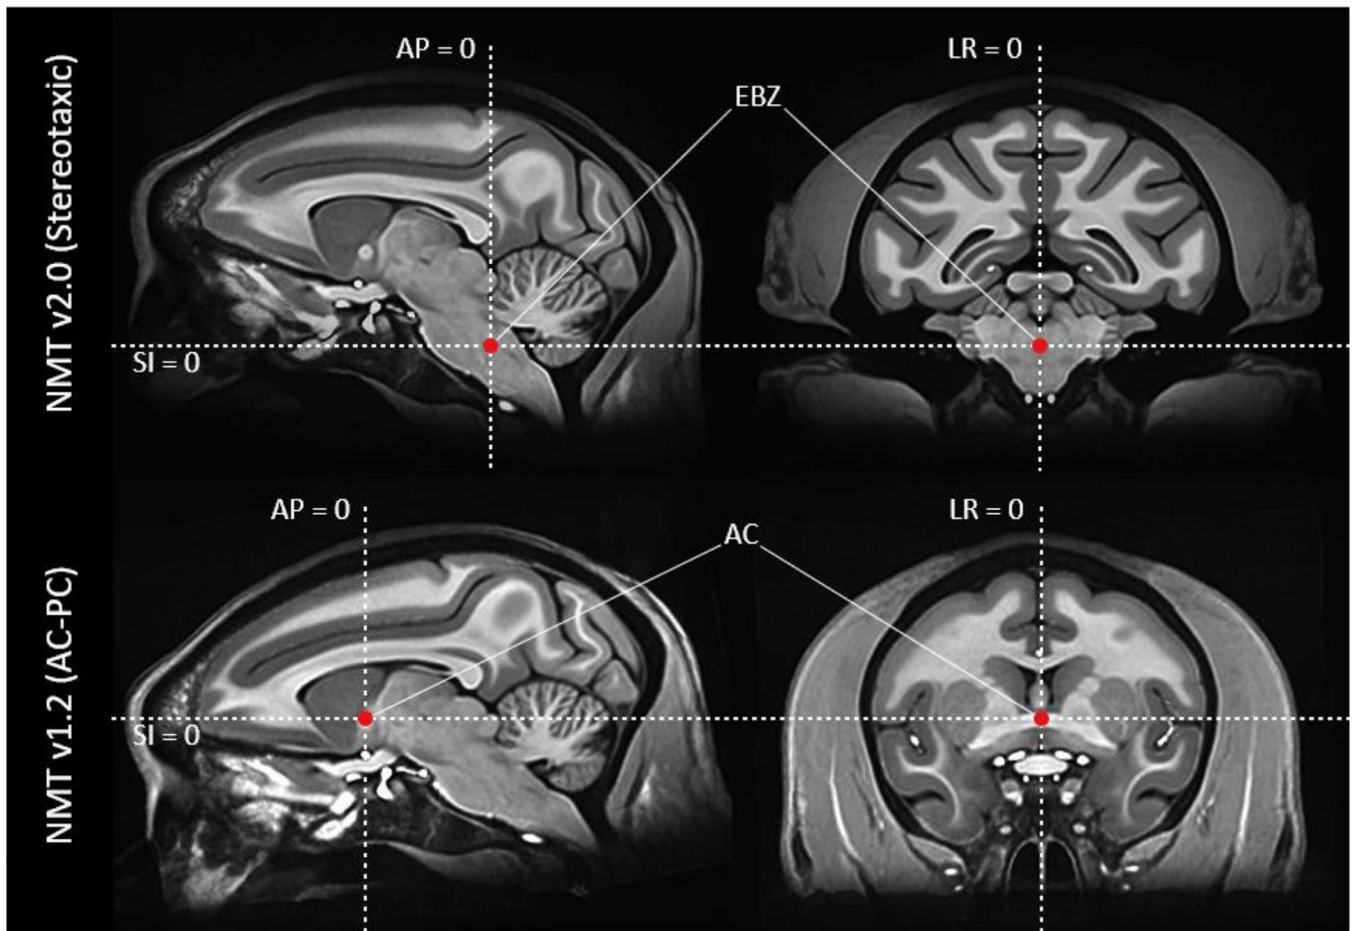 NMT v2.0 (Stereotaxic)
AP = 0
LR = 0
EBZ
SI = 0
NMT v1.2 (AC-PC)
AP = 0
LR = 0
AC
SI = 0